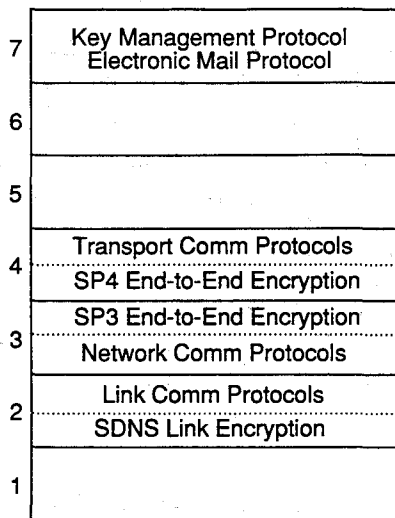 7
Key Management Protocol
Electronic Mail Protocol
6
5
4
Transport Comm Protocols
SP4 End-to-End Encryption
3
SP3 End-to-End Encryption
Network Comm Protocols
2
Link Comm Protocols
SDNS Link Encryption
1